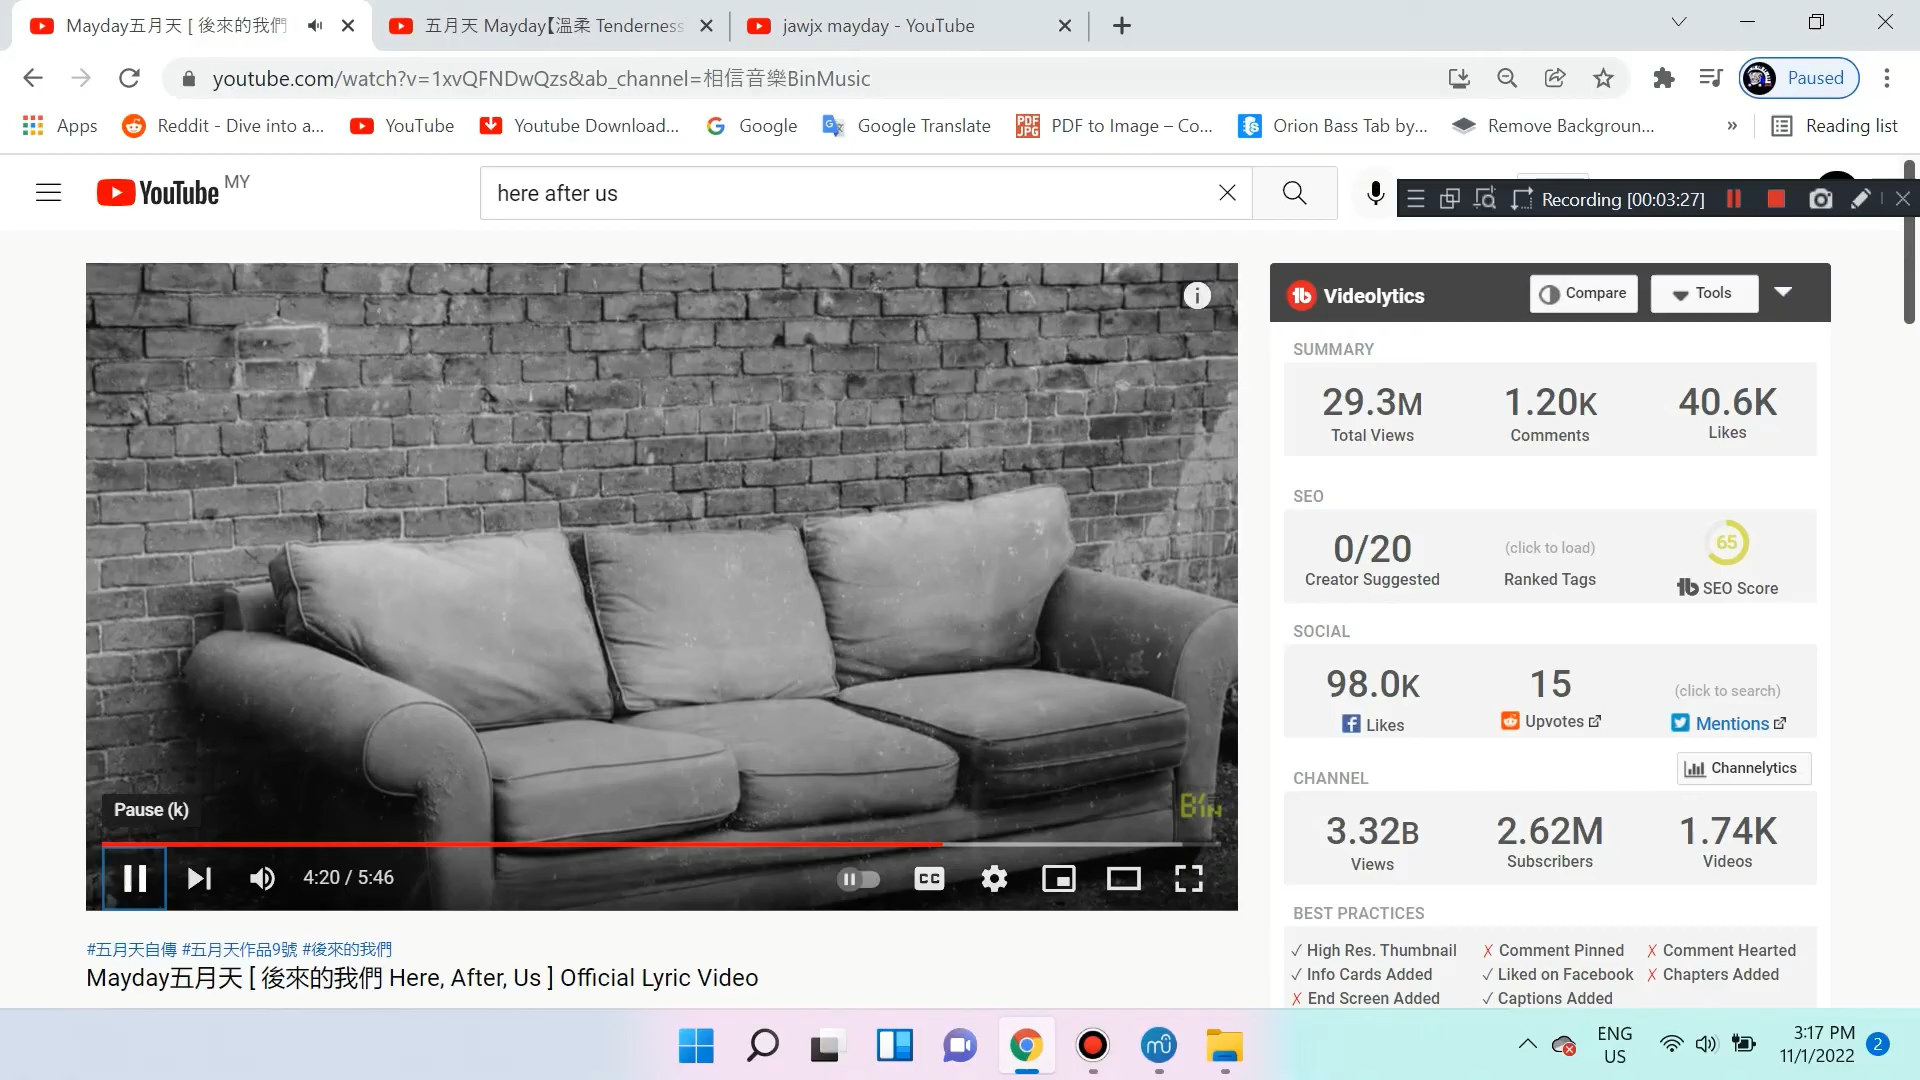 Mayday五月天 [ 後來的我們
五月天 Mayday【溫柔 Tenderness
jawjx mayday - YouTube
youtube.com/watch?v=1xvQFNDwQzs&ab_channel=相信音樂BinMusic
Paused
Apps
Reddit - Dive into a...
YouTube
Youtube Download...
Google
Google Translate
PDF to Image – Co...
Orion Bass Tab by...
Remove Backgroun...
»
Reading list
YouTube MY
here after us
Recording [00:03:27]
Videolytics
Compare
Tools
SUMMARY
29.3M
1.20K
40.6K
Total Views
Comments
Likes
SEO
0/20
(click to load)
65
Creator Suggested
Ranked Tags
SEO Score
SOCIAL
98.0K
15
(click to search)
Likes
Upvotes
Mentions
CHANNEL
Channelytics
3.32B
2.62M
1.74K
Views
Subscribers
Videos
BEST PRACTICES
✓ High Res. Thumbnail
✗ Comment Pinned
✗ Comment Hearted
✓ Info Cards Added
✓ Liked on Facebook
✗ Chapters Added
✗ End Screen Added
✓ Captions Added
Pause (k)
B'in
4:20 / 5:46
CC
#五月天自傳 #五月天作品9號 #後來的我們
Mayday五月天 [ 後來的我們 Here, After, Us ] Official Lyric Video
ENG
US
3:17 PM
11/1/2022
2